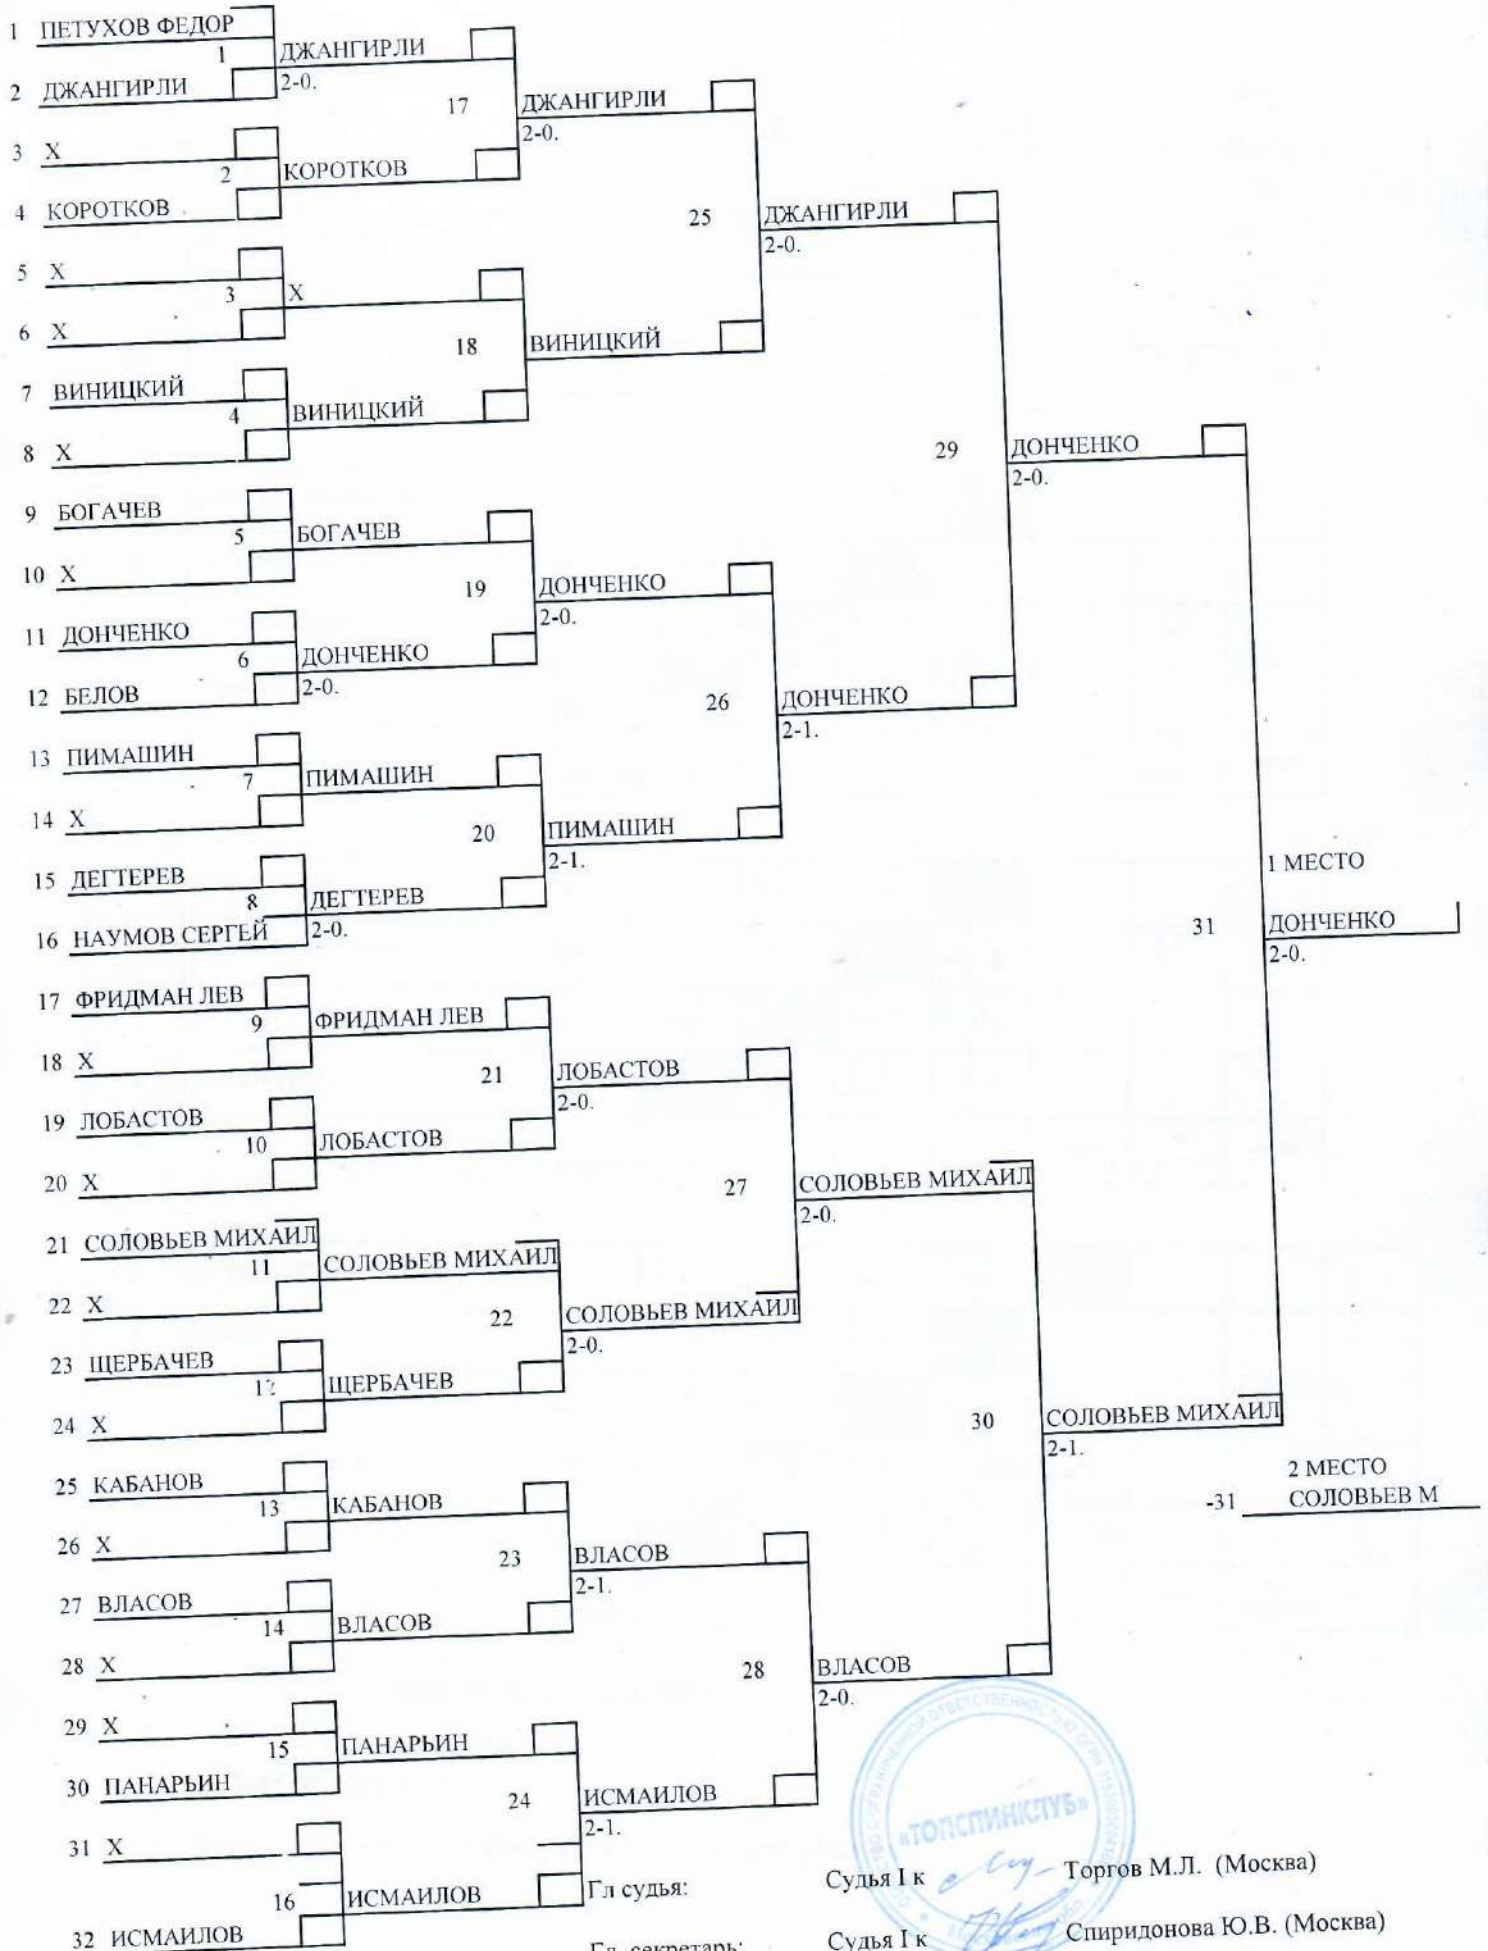 1 ПЕТУХОВ ФЕДОР
1
ДЖАНГИРЛИ
2-0.
2 ДЖАНГИРЛИ
17
ДЖАНГИРЛИ
2-0.
3 X
2
КОРОТКОВ
4 КОРОТКОВ
25
ДЖАНГИРЛИ
2-0.
5 X
3
X
6 X
18
ВИНИЦКИЙ
7 ВИНИЦКИЙ
4
ВИНИЦКИЙ
8 X
29
ДОНЧЕНКО
2-0.
9 БОГАЧЕВ
5
БОГАЧЕВ
10 X
19
ДОНЧЕНКО
2-0.
11 ДОНЧЕНКО
6
ДОНЧЕНКО
2-0.
12 БЕЛОВ
26
ДОНЧЕНКО
2-1.
13 ПИМАШИН
7
ПИМАШИН
14 X
20
ПИМАШИН
2-1.
15 ДЕГТЕРЕВ
8
ДЕГТЕРЕВ
2-0.
16 НАУМОВ СЕРГЕЙ
1 МЕСТО
31
ДОНЧЕНКО
2-0.
17 ФРИДМАН ЛЕВ
9
ФРИДМАН ЛЕВ
18 X
21
ЛОБАСТОВ
2-0.
19 ЛОБАСТОВ
10
ЛОБАСТОВ
20 X
27
СОЛОВЬЕВ МИХАИЛ
2-0.
21 СОЛОВЬЕВ МИХАИЛ
11
СОЛОВЬЕВ МИХАИЛ
22 X
22
СОЛОВЬЕВ МИХАИЛ
2-0.
23 ЩЕРБАЧЕВ
12
ЩЕРБАЧЕВ
24 X
30
СОЛОВЬЕВ МИХАИЛ
2-1.
25 КАБАНОВ
13
КАБАНОВ
2 МЕСТО
-31 СОЛОВЬЕВ М
26 X
23
ВЛАСОВ
2-1.
27 ВЛАСОВ
14
ВЛАСОВ
28 X
28
ВЛАСОВ
2-0.
29 X
15
ПАНАРЬИН
30 ПАНАРЬИН
24
ИСМАИЛОВ
2-1.
31 X
16
ИСМАИЛОВ
32 ИСМАИЛОВ
«ТОПСПИНКЛУБ»
Гл судья: Судья I к Торгов М.Л. (Москва)
Гл. секретарь: Судья I к Спиридонова Ю.В. (Москва)